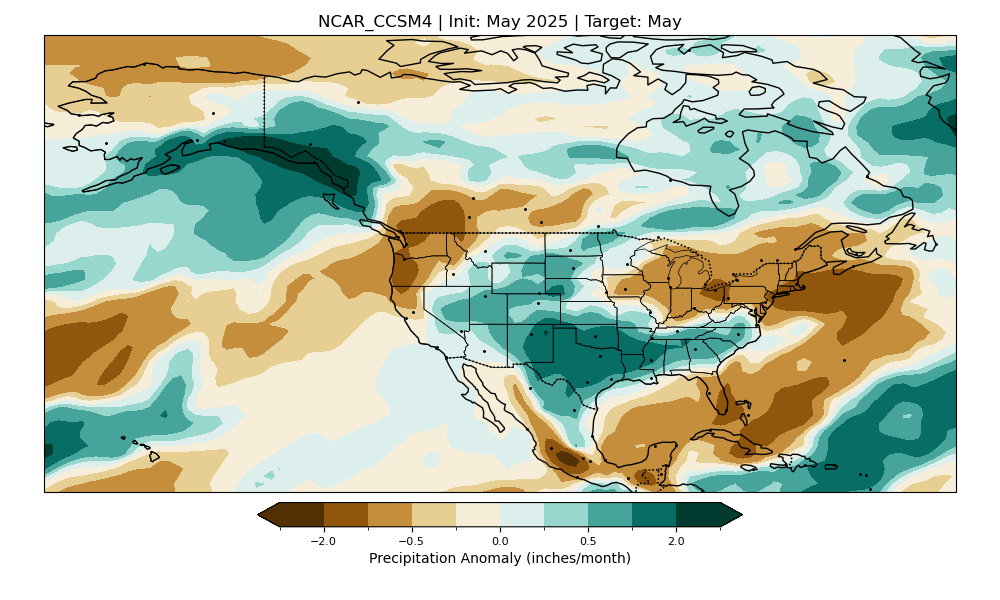 NCAR_CCSM4 | Init: May 2025 | Target: May
−2.0 −0.5 0.0 0.5 2.0
Precipitation Anomaly (inches/month)